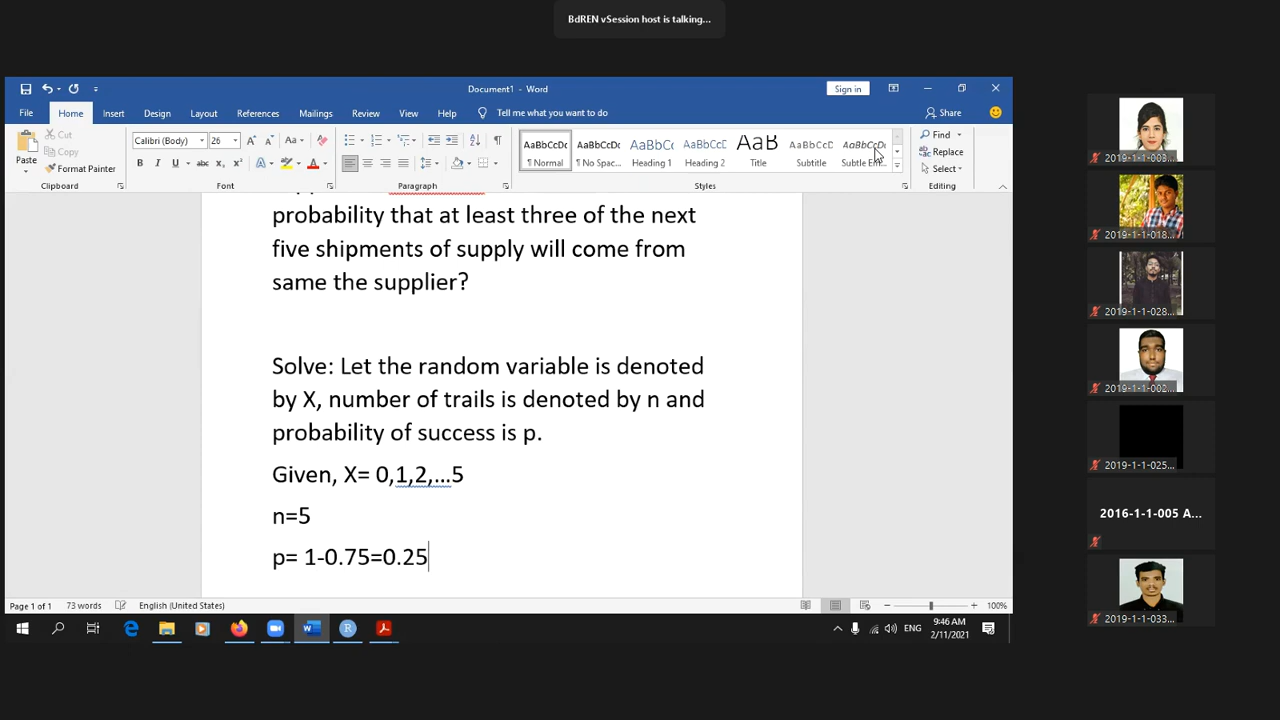 BdREN vSession host is talking...
Document1 - Word
Sign in
File Home Insert Design Layout References Mailings Review View Help Tell me what you want to do Share
Paste Cut Copy Format Painter
Calibri (Body) 26 Aa
B I U abc x₂ x² A A
AaBbCcDc AaBbCcDc AaBbCc AaBbCcC AaB AaBbCcC AaBbCcDc
¶ Normal ¶ No Spac... Heading 1 Heading 2 Title Subtitle Subtle Em...
Find
Replace
Select
Clipboard Font Paragraph Styles Editing
probability that at least three of the next
five shipments of supply will come from
same the supplier?
Solve: Let the random variable is denoted
by X, number of trails is denoted by n and
probability of success is p.
Given, X= 0,1,2,...5
n=5
p= 1-0.75=0.25
Page 1 of 1 73 words English (United States) 100%
ENG 9:46 AM
2/11/2021
2019-1-1-003...
2019-1-1-018...
2019-1-1-028...
2019-1-1-002...
2019-1-1-025...
2016-1-1-005 A...
2019-1-1-033...